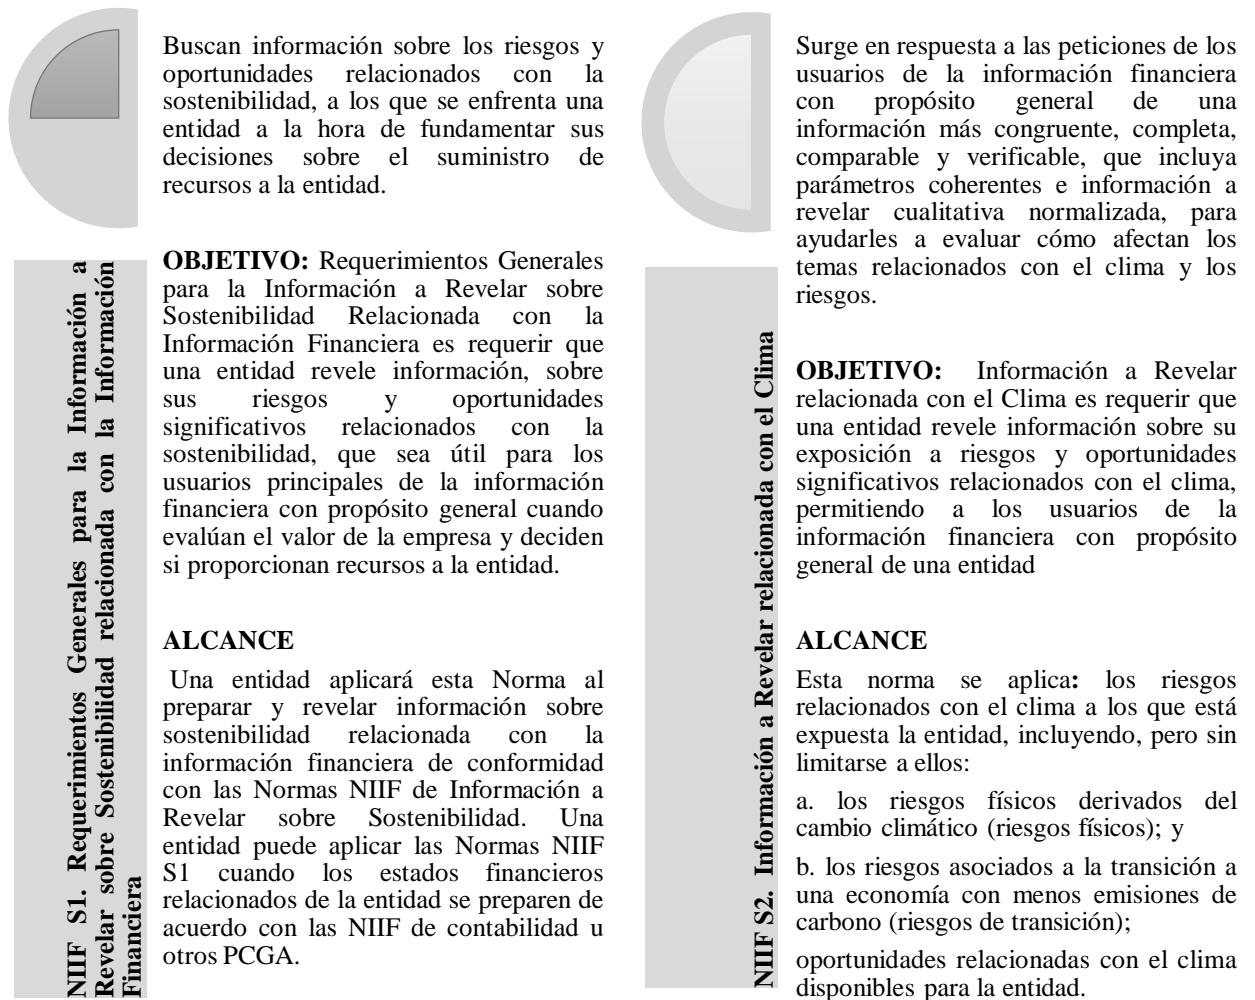 NIIF S1. Requerimientos Generales para la Información a
Revelar sobre Sostenibilidad relacionada con la Información
Financiera
Buscan información sobre los riesgos y
oportunidades relacionados con la
sostenibilidad, a los que se enfrenta una
entidad a la hora de fundamentar sus
decisiones sobre el suministro de
recursos a la entidad.
OBJETIVO: Requerimientos Generales
para la Información a Revelar sobre
Sostenibilidad Relacionada con la
Información Financiera es requerir que
una entidad revele información, sobre
sus riesgos y oportunidades
significativos relacionados con la
sostenibilidad, que sea útil para los
usuarios principales de la información
financiera con propósito general cuando
evalúan el valor de la empresa y deciden
si proporcionan recursos a la entidad.
ALCANCE
Una entidad aplicará esta Norma al
preparar y revelar información sobre
sostenibilidad relacionada con la
información financiera de conformidad
con las Normas NIIF de Información a
Revelar sobre Sostenibilidad. Una
entidad puede aplicar las Normas NIIF
S1 cuando los estados financieros
relacionados de la entidad se preparen de
acuerdo con las NIIF de contabilidad u
otros PCGA.
NIIF S2. Información a Revelar relacionada con el Clima
Surge en respuesta a las peticiones de los
usuarios de la información financiera
con propósito general de una
información más congruente, completa,
comparable y verificable, que incluya
parámetros coherentes e información a
revelar cualitativa normalizada, para
ayudarles a evaluar cómo afectan los
temas relacionados con el clima y los
riesgos.
OBJETIVO: Información a Revelar
relacionada con el Clima es requerir que
una entidad revele información sobre su
exposición a riesgos y oportunidades
significativos relacionados con el clima,
permitiendo a los usuarios de la
información financiera con propósito
general de una entidad
ALCANCE
Esta norma se aplica: los riesgos
relacionados con el clima a los que está
expuesta la entidad, incluyendo, pero sin
limitarse a ellos:
a. los riesgos físicos derivados del
cambio climático (riesgos físicos); y
b. los riesgos asociados a la transición a
una economía con menos emisiones de
carbono (riesgos de transición);
oportunidades relacionadas con el clima
disponibles para la entidad.